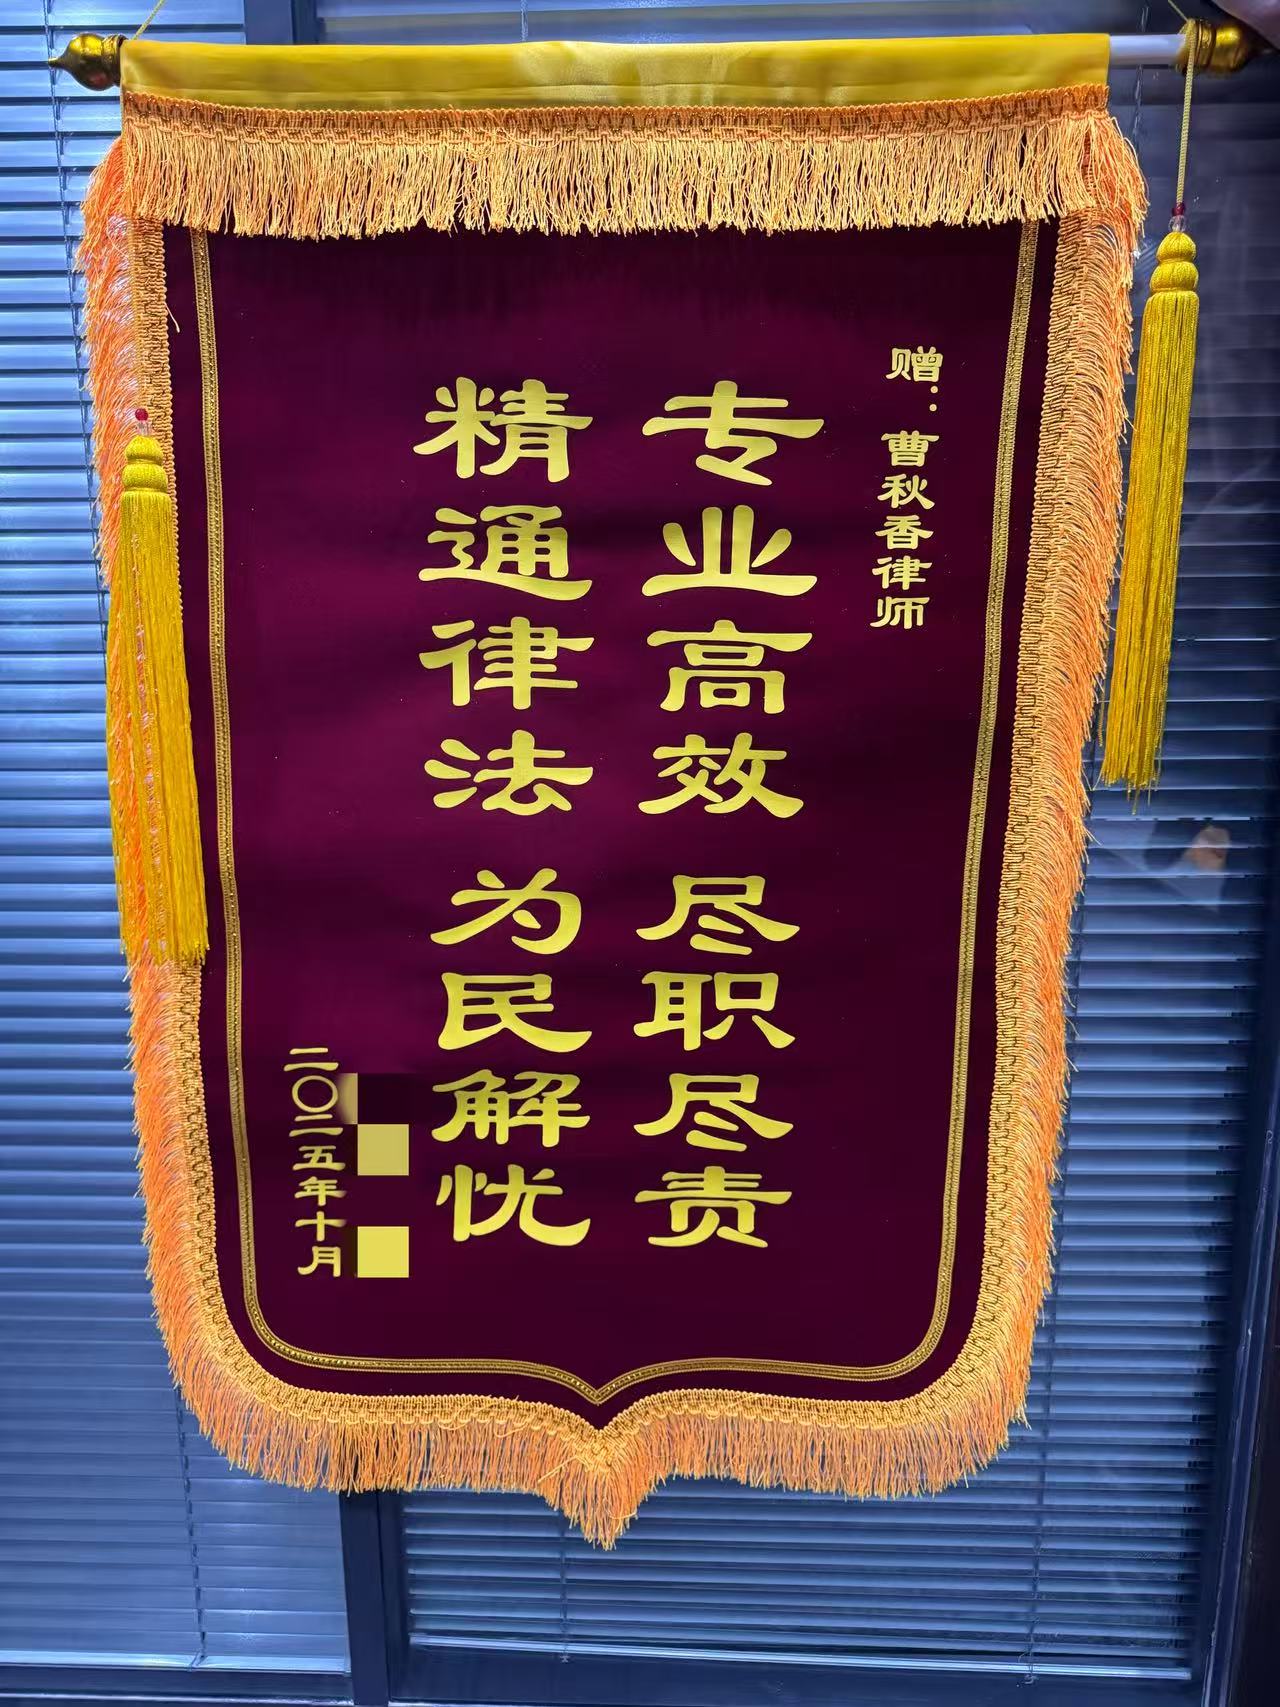 赠：曹秋香律师
专业高效 尽职尽责
精通律法 为民解忧
二〇二五年十月